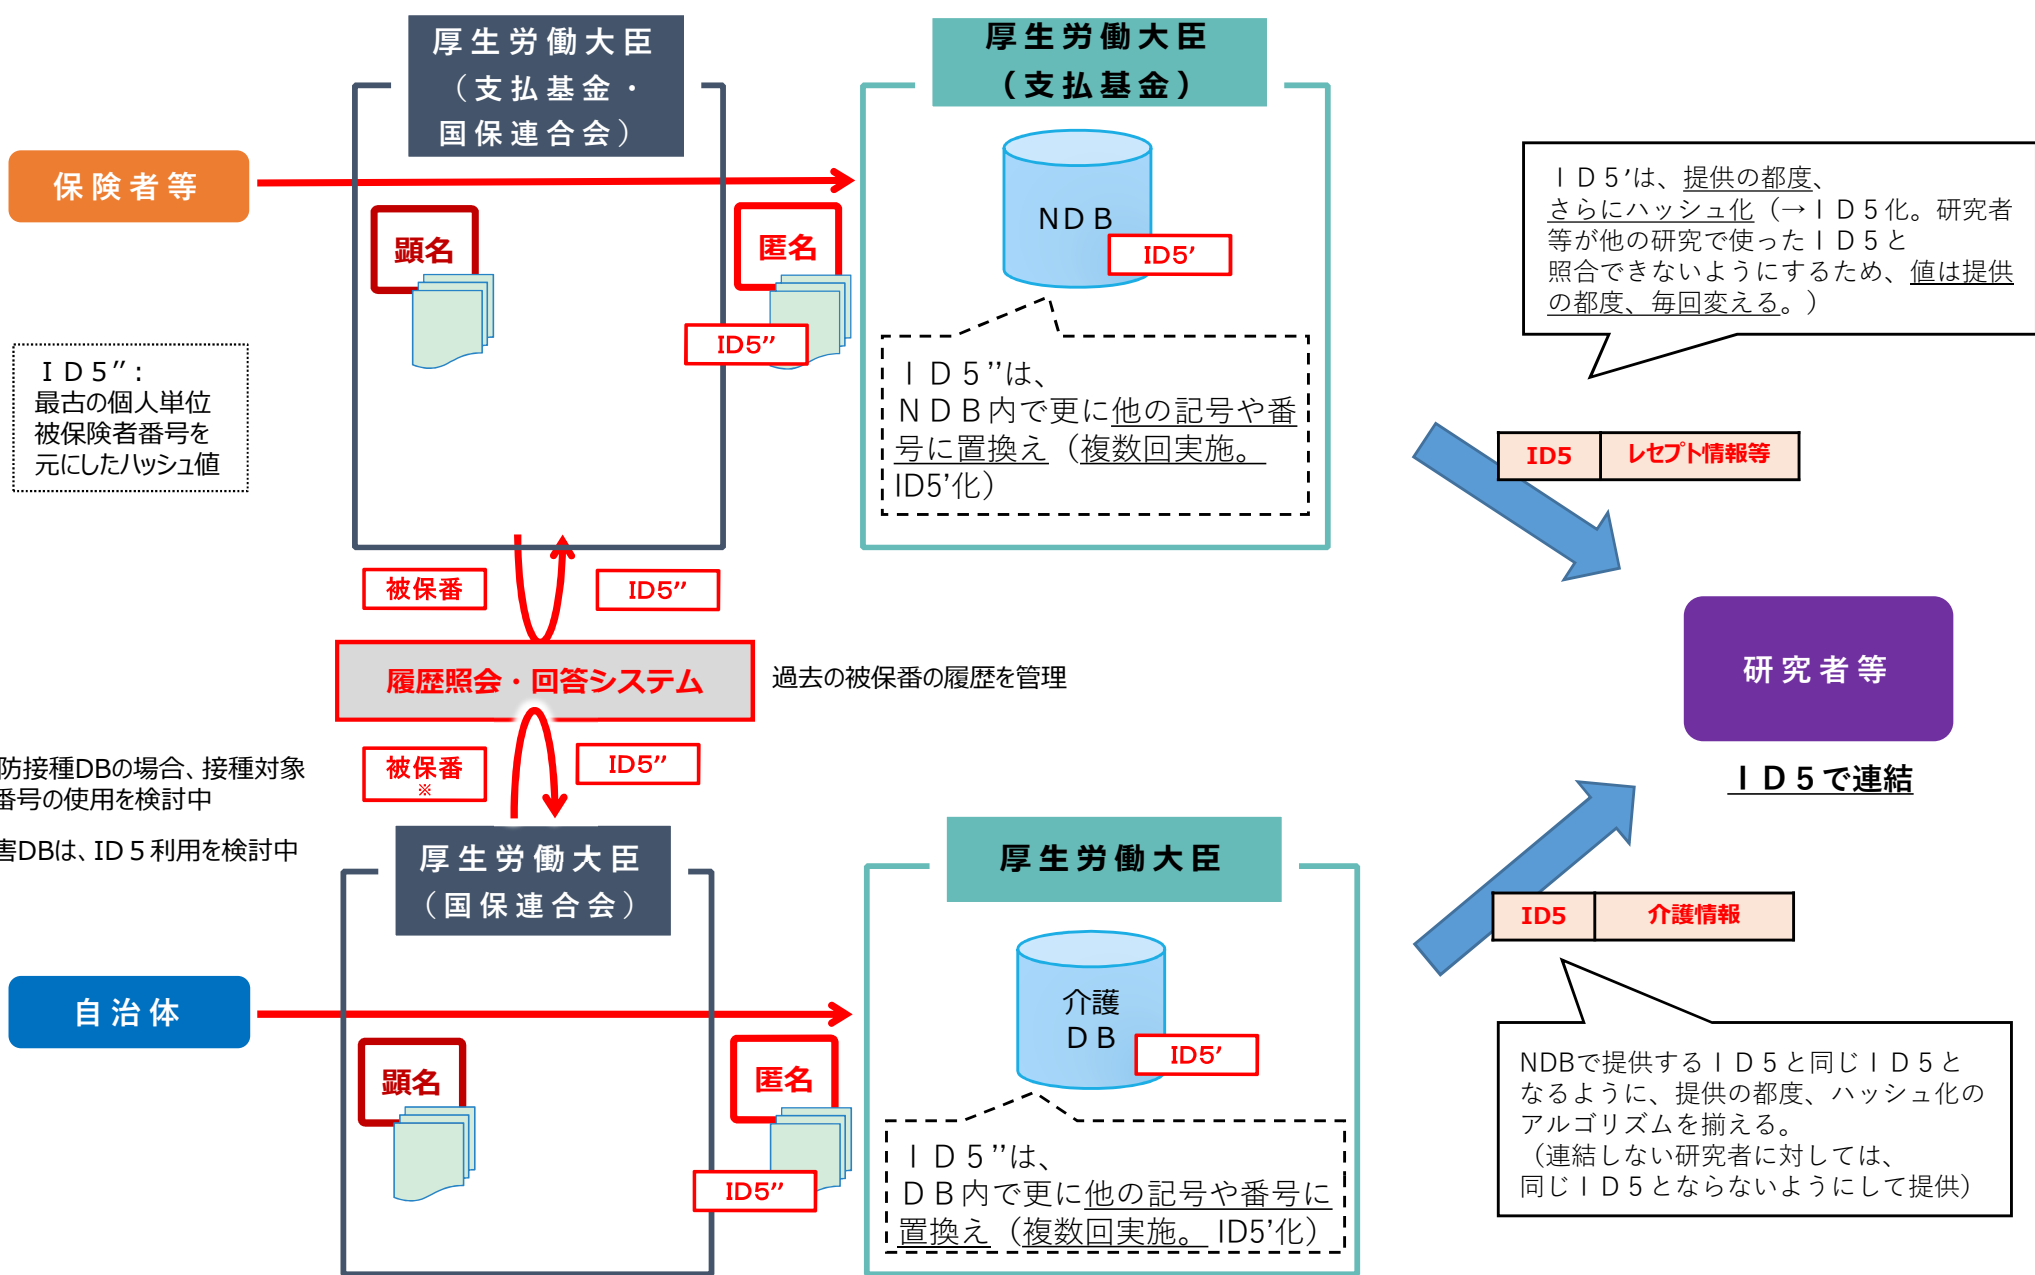 厚生労働大臣
（支払基金・
国保連合会）
厚生労働大臣
（支払基金）
保険者等
顕名
匿名
ID5’’
NDB
ID5’
ＩＤ５’は、提供の都度、
さらにハッシュ化（→ＩＤ５化。研究者
等が他の研究で使ったＩＤ５と
照合できないようにするため、値は提供
の都度、毎回変える。）
ＩＤ５’’：
最古の個人単位
被保険者番号を
元にしたハッシュ値
ＩＤ５’’は、
ＮＤＢ内で更に他の記号や番
号に置換え（複数回実施。
ID5’化）
ID5
レセプト情報等
被保番
ID5’’
履歴照会・回答システム
過去の被保番の履歴を管理
研究者等
ＩＤ５で連結
防接種DBの場合、接種対象
番号の使用を検討中
害DBは、ID５利用を検討中
被保番
※
ID5’’
厚生労働大臣
（国保連合会）
厚生労働大臣
ID5
介護情報
自治体
顕名
匿名
ID5’’
介護
ＤＢ
ID5’
ＩＤ５’’は、
ＤＢ内で更に他の記号や番号に
置換え（複数回実施。 ID5’化）
NDBで提供するＩＤ５と同じＩＤ５と
なるように、提供の都度、ハッシュ化の
アルゴリズムを揃える。
（連結しない研究者に対しては、
同じＩＤ５とならないようにして提供）